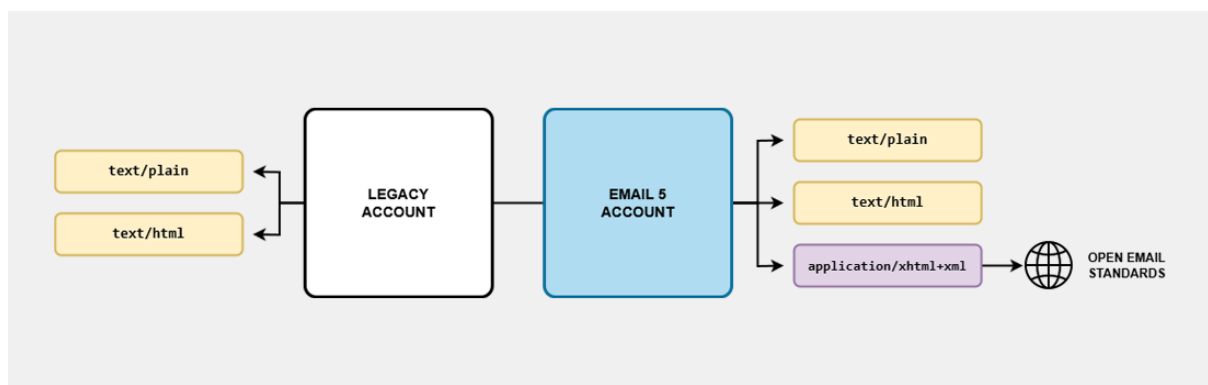 text/plain
text/html
LEGACY
ACCOUNT
EMAIL 5
ACCOUNT
text/plain
text/html
application/xhtml+xml
OPEN EMAIL
STANDARDS